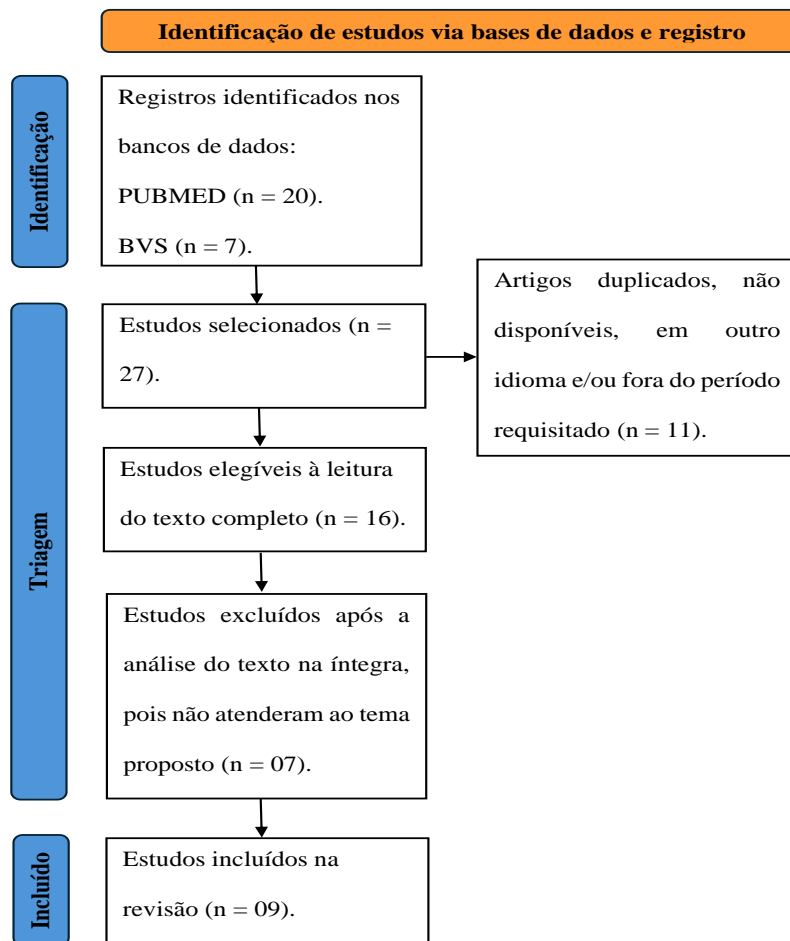 Identificação de estudos via bases de dados e registro
Identificação
Registros identificados nos
bancos de dados:
PUBMED (n = 20).
BVS (n = 7).
Triagem
Estudos selecionados (n =
27).
Artigos duplicados, não
disponíveis, em outro
idioma e/ou fora do período
requisitado (n = 11).
Estudos elegíveis à leitura
do texto completo (n = 16).
Estudos excluídos após a
análise do texto na íntegra,
pois não atenderam ao tema
proposto (n = 07).
Incluído
Estudos incluídos na
revisão (n = 09).